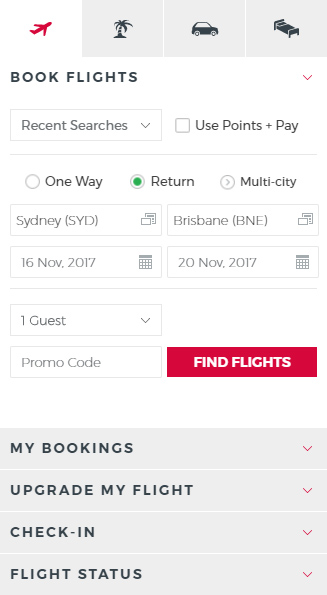 BOOK FLIGHTS
Recent Searches
Use Points + Pay
One Way
Return
Multi-city
Sydney (SYD)
Brisbane (BNE)
16 Nov, 2017
20 Nov, 2017
1 Guest
Promo Code
FIND FLIGHTS
MY BOOKINGS
UPGRADE MY FLIGHT
CHECK-IN
FLIGHT STATUS